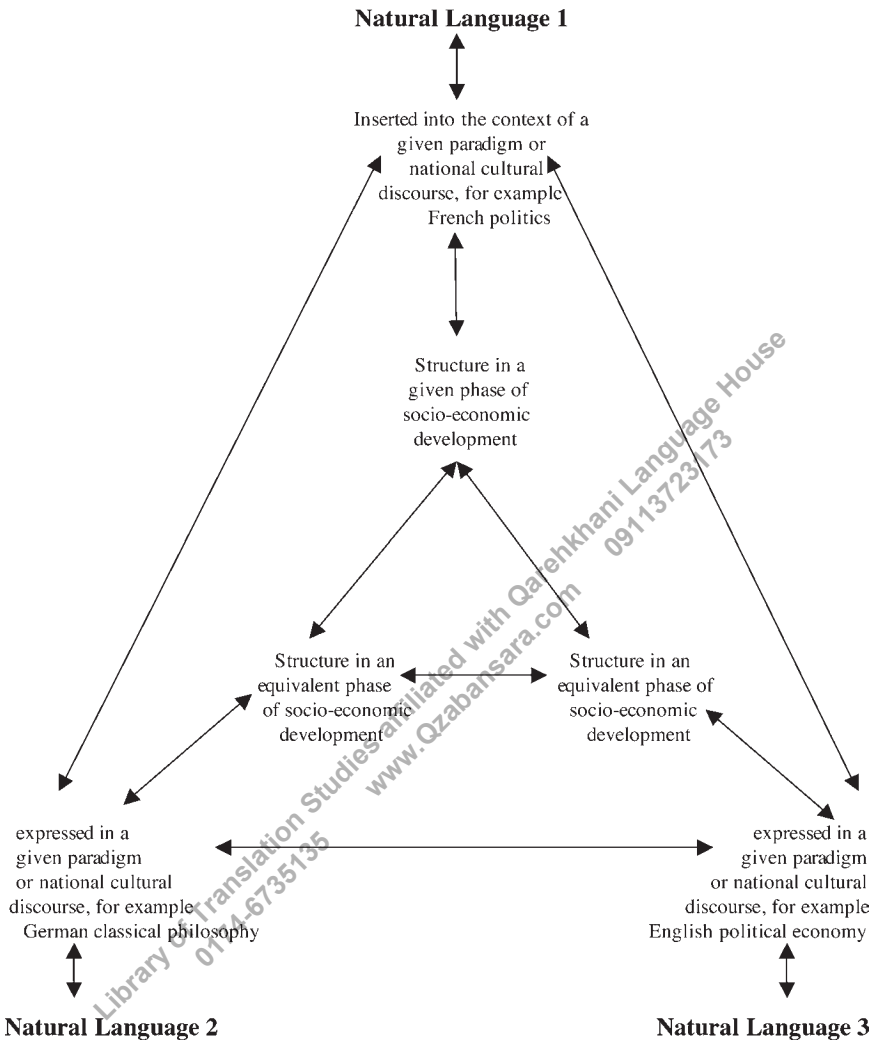 Natural Language 1
Inserted into the context of a
given paradigm or
national cultural
discourse, for example
French politics
Structure in a
given phase of
socio-economic
development
Structure in an
equivalent phase
of socio-economic
development
Structure in an
equivalent phase of
socio-economic
development
expressed in a
given paradigm
or national cultural
discourse, for example
German classical philosophy
expressed in a
given paradigm
or national cultural
discourse, for example
English political economy
Natural Language 2
Natural Language 3
Library of Translation Studies affiliated with Qarehkhani Language House
0174-6735135 www.Qzabansara.com 09113723173